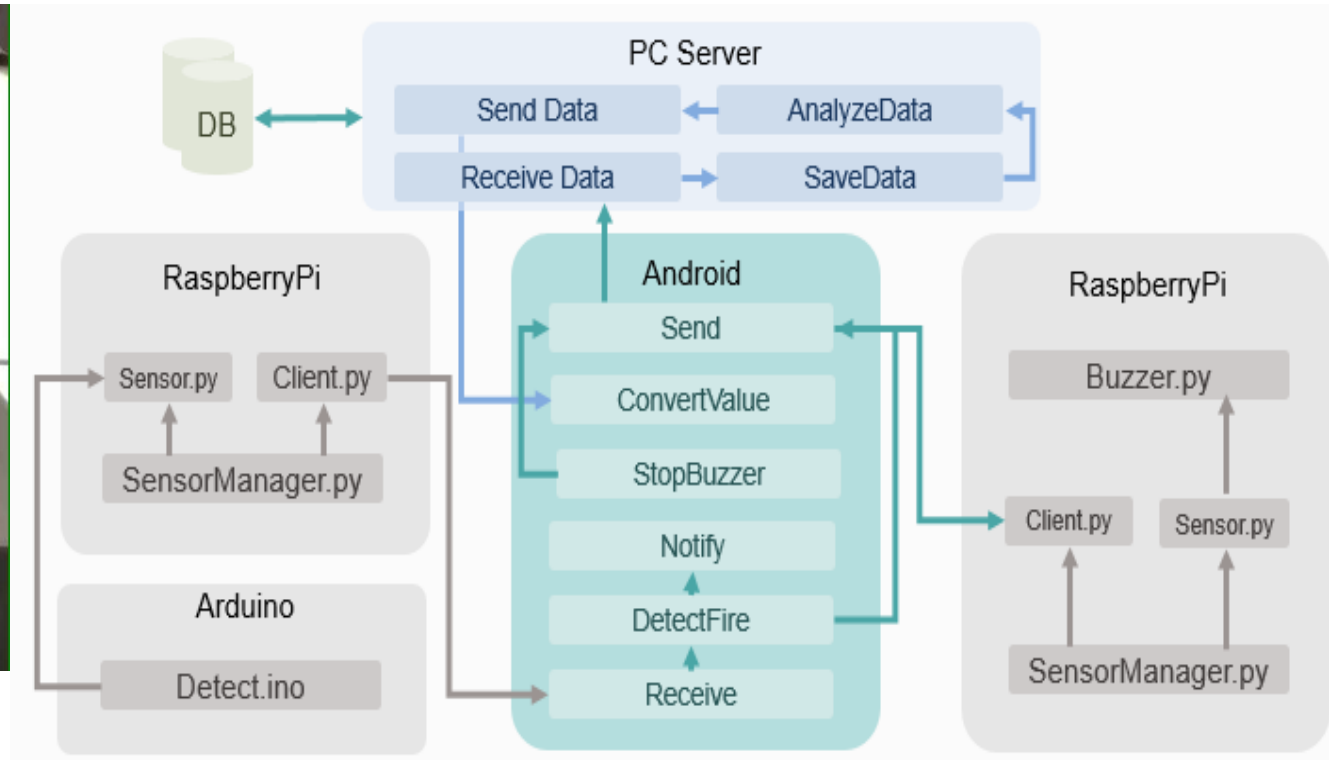 PC Server
DB
Send Data
AnalyzeData
Receive Data
SaveData
RaspberryPi
Sensor.py
Client.py
SensorManager.py
Arduino
Detect.ino
Android
Send
ConvertValue
StopBuzzer
Notify
DetectFire
Receive
RaspberryPi
Buzzer.py
Client.py
Sensor.py
SensorManager.py